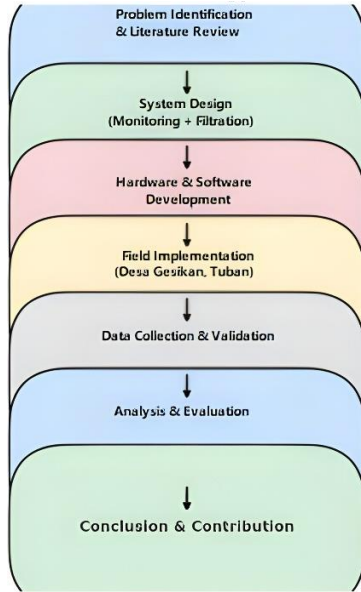 Problem Identification
& Literature Review
System Design
(Monitoring + Filtration)
Hardware & Software
Development
Field Implementation
(Desa Gesikan, Tuban)
Data Collection & Validation
Analysis & Evaluation
Conclusion & Contribution